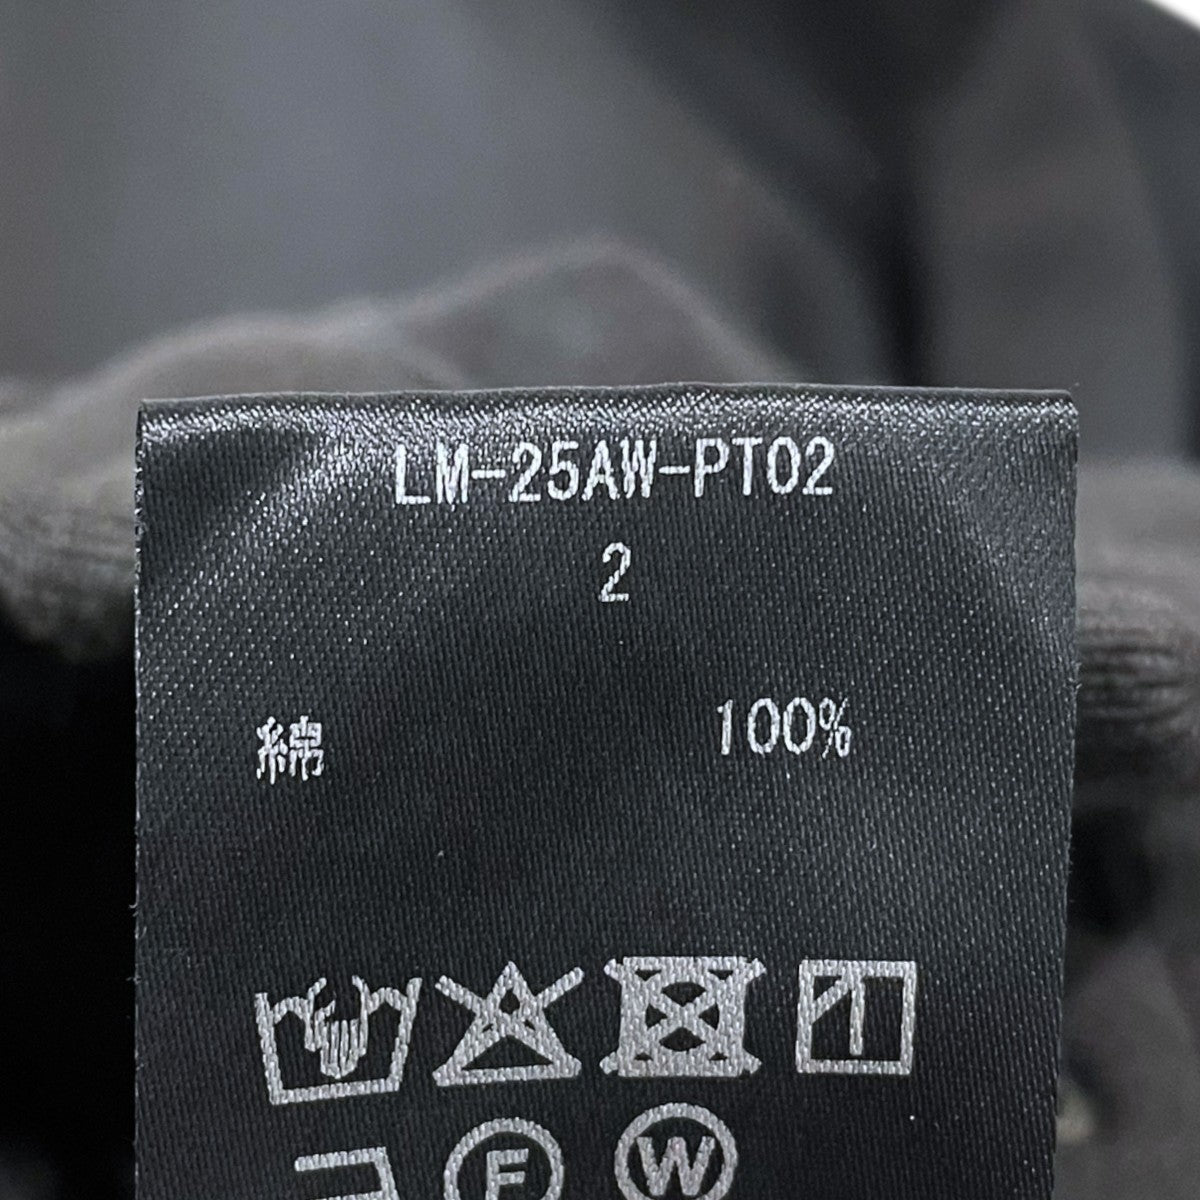 LM-25AW-PT02
2
綿 100%
F W